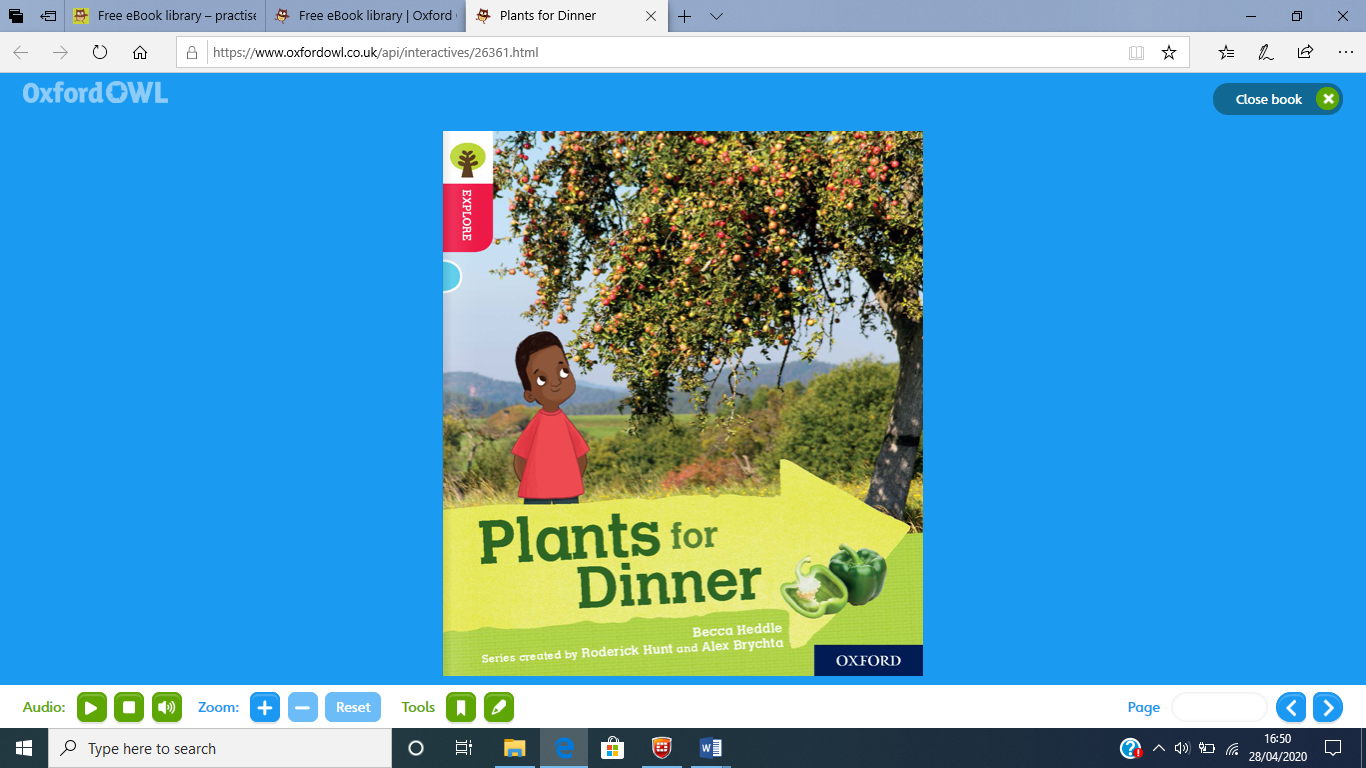 Free eBook library – practise
Free eBook library | Oxford
Plants for Dinner
https://www.oxfordowl.co.uk/api/interactives/26361.html
Oxford OWL
Close book
EXPLORE
Plants for
Dinner
Becca Heddle
Series created by Roderick Hunt and Alex Brychta
OXFORD
Audio:
Zoom:
Reset
Tools
Page
Type here to search
16:50
28/04/2020